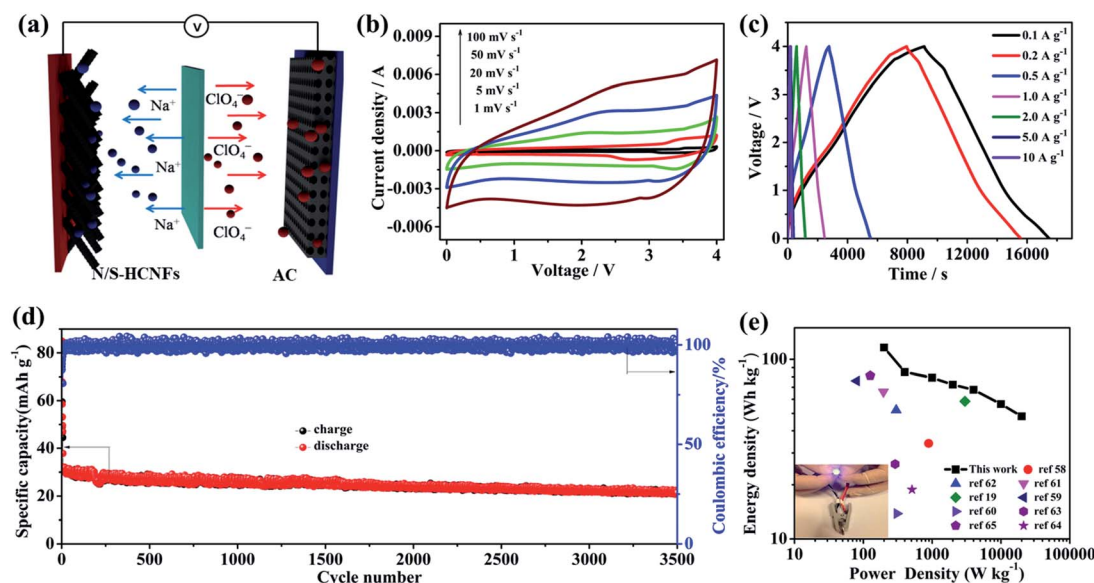 (a)
V
Na⁺
ClO₄⁻
Na⁺
ClO₄⁻
Na⁺
ClO₄⁻
Na⁺
ClO₄⁻
N/S-HCNFs
AC
(b)
Current density / A
0.009
0.006
0.003
0.000
-0.003
-0.006
100 mV s⁻¹
50 mV s⁻¹
20 mV s⁻¹
5 mV s⁻¹
1 mV s⁻¹
0 1 2 3 4
Voltage / V
(c)
Voltage / V
5
4
3
2
1
0
0.1 A g⁻¹
0.2 A g⁻¹
0.5 A g⁻¹
1.0 A g⁻¹
2.0 A g⁻¹
5.0 A g⁻¹
10 A g⁻¹
0 4000 8000 12000 16000
Time / s
(d)
Specific capacity(mAh g⁻¹)
80
60
40
20
0
charge
discharge
100
50
0
Coulombic efficiency/%
0 500 1000 1500 2000 2500 3000 3500
Cycle number
(e)
Energy density (Wh kg⁻¹)
100
10
This work ref 58
ref 62 ref 61
ref 19 ref 59
ref 60 ref 63
ref 65 ref 64
10 100 1000 10000 100000
Power Density (W kg⁻¹)